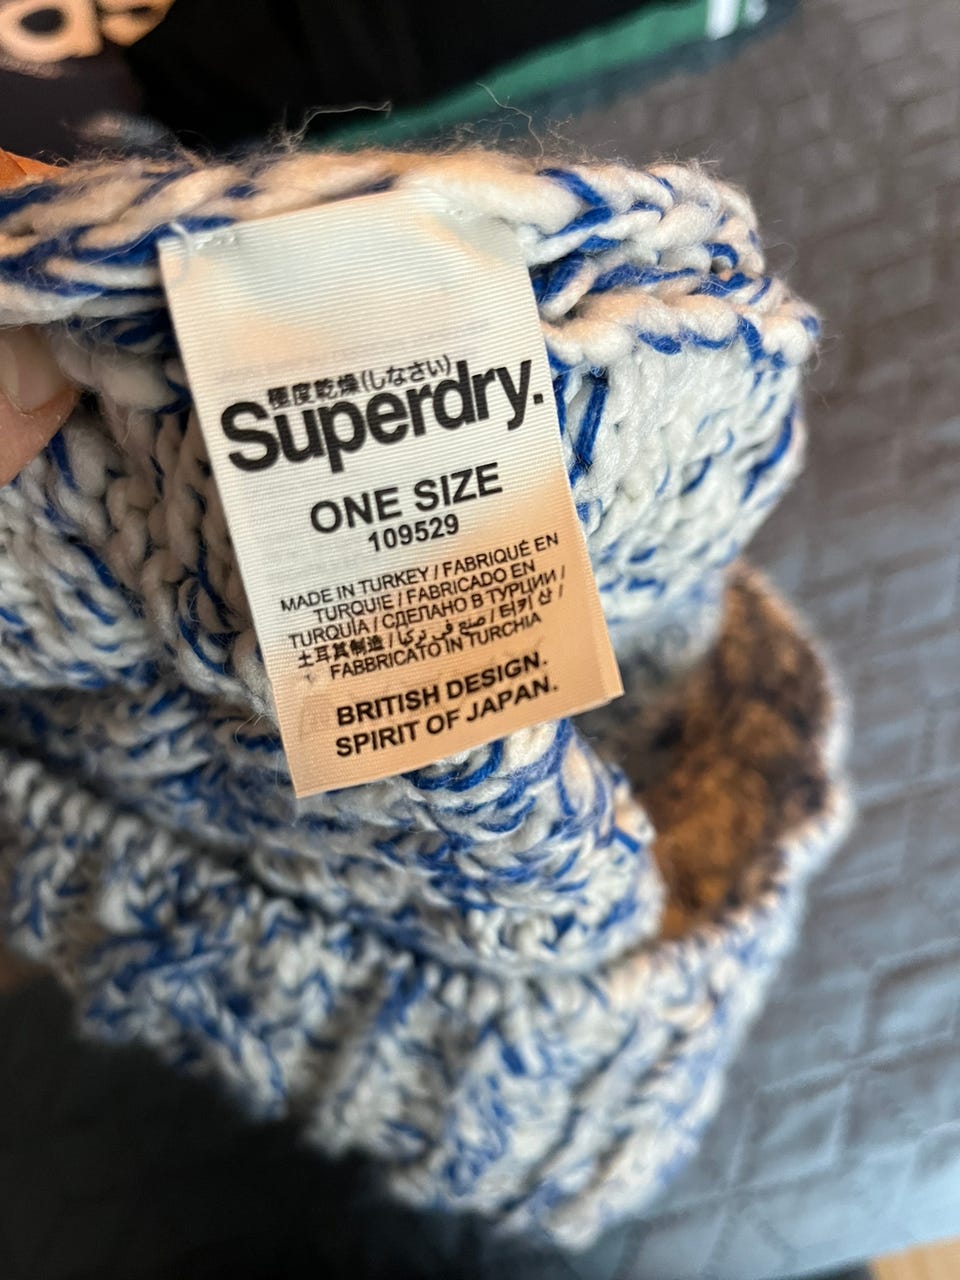 極度乾燥(しなさい)
Superdry.
ONE SIZE
109529
MADE IN TURKEY / FABRIQUÉ EN
TURQUIE / FABRICADO EN
TURQUÍA / СДЕЛАНО В ТУРЦИИ /
土耳其制造 / صنع في تركيا / 터키 산 /
FABBRICATO IN TURCHIA
BRITISH DESIGN.
SPIRIT OF JAPAN.